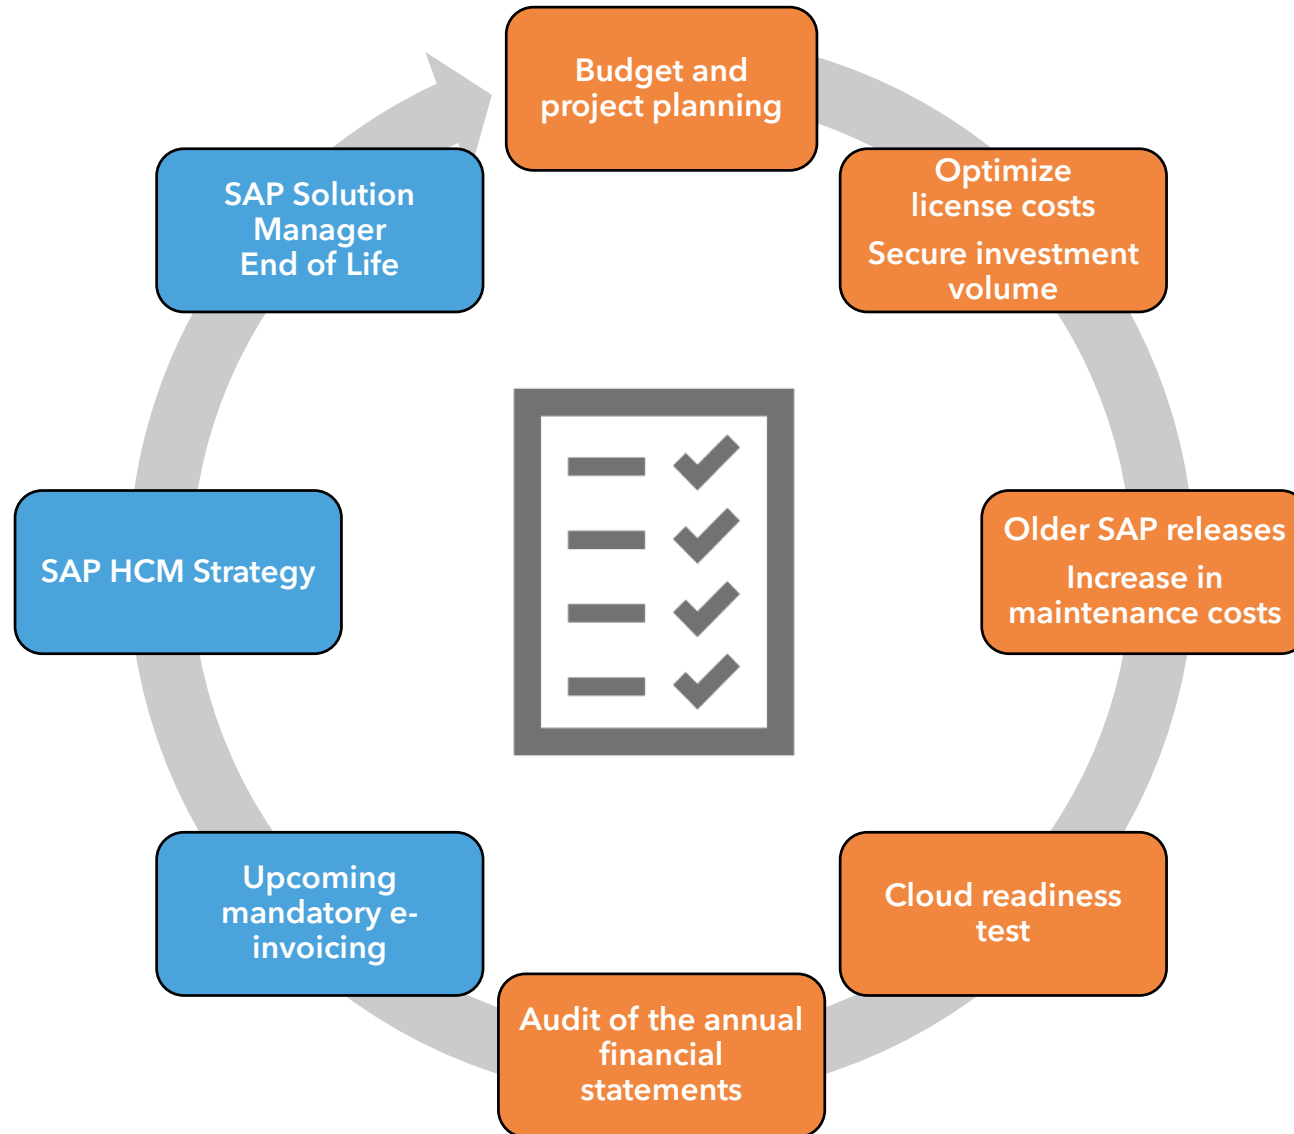 Budget and
project planning
Optimize
license costs
Secure investment
volume
Older SAP releases
Increase in
maintenance costs
Cloud readiness
test
Audit of the annual
financial
statements
Upcoming
mandatory e-
invoicing
SAP HCM Strategy
SAP Solution
Manager
End of Life